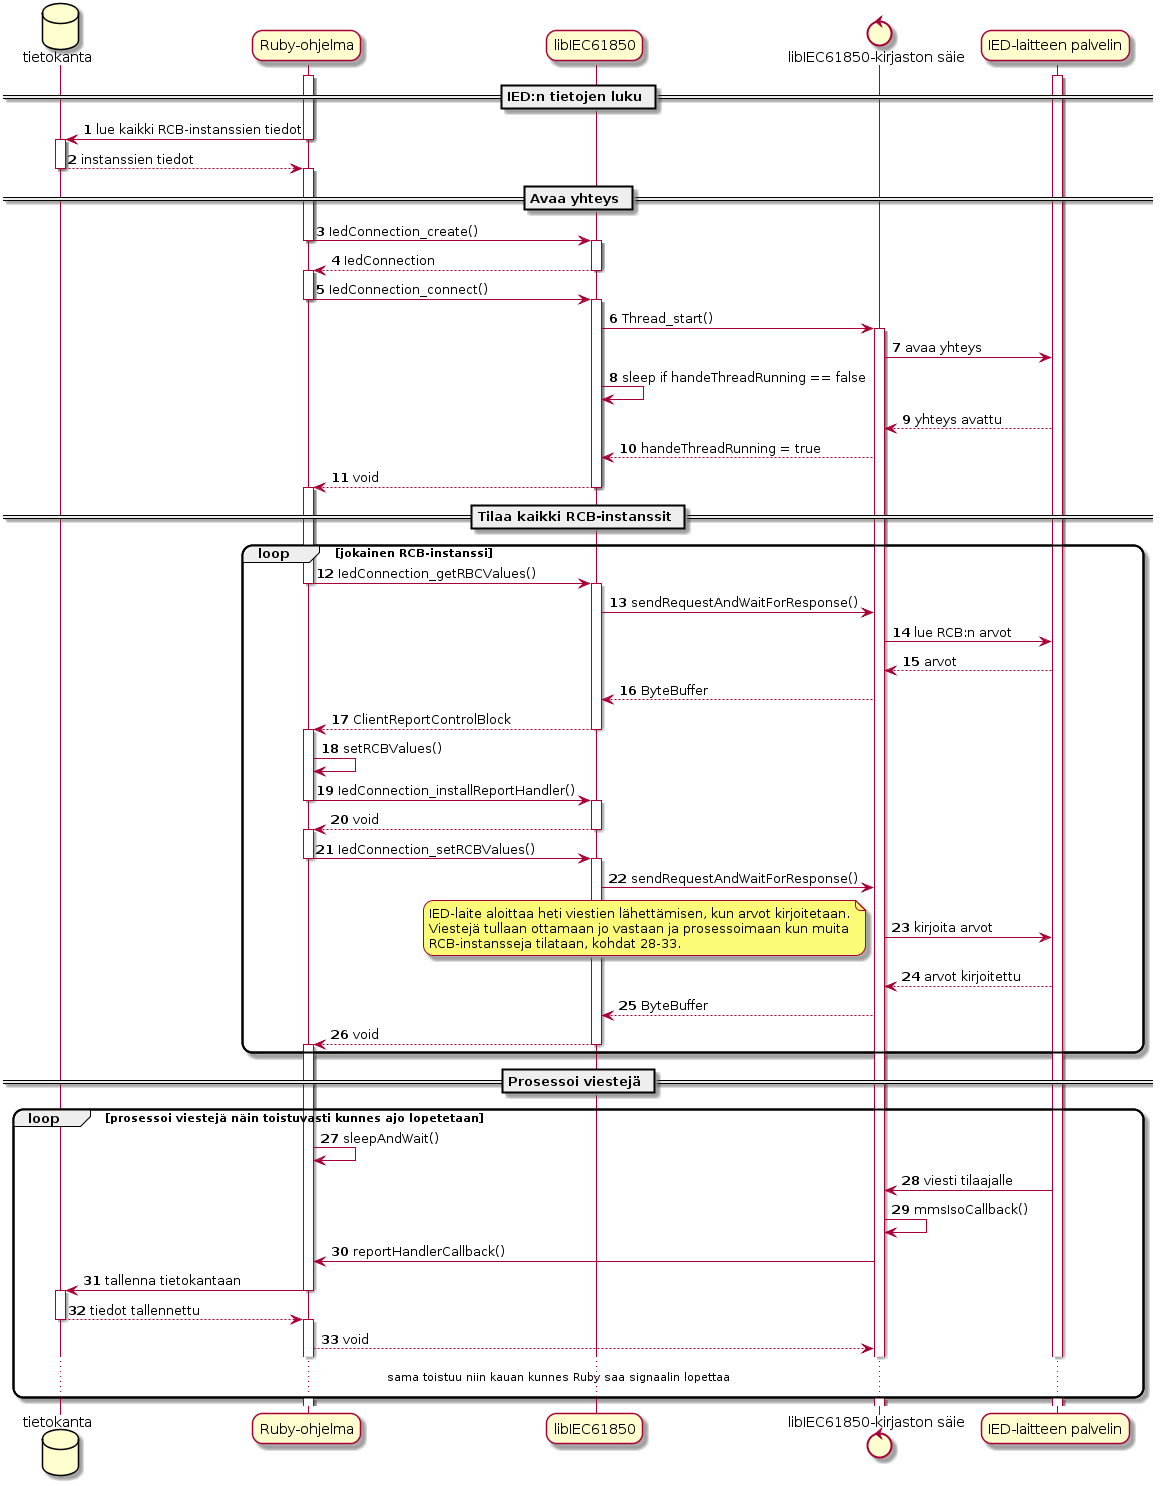 tietokanta
Ruby-ohjelma
libIEC61850
libIEC61850-kirjaston säie
IED-laitteen palvelin
IED:n tietojen luku
1 lue kaikki RCB-instanssien tiedot
2 instanssien tiedot
Avaa yhteys
3 IedConnection_create()
4 IedConnection
5 IedConnection_connect()
6 Thread_start()
7 avaa yhteys
8 sleep if handeThreadRunning == false
9 yhteys avattu
10 handeThreadRunning = true
11 void
Tilaa kaikki RCB-instanssit
loop [jokainen RCB-instanssi]
12 IedConnection_getRBCValues()
13 sendRequestAndWaitForResponse()
14 lue RCB:n arvot
15 arvot
16 ByteBuffer
17 ClientReportControlBlock
18 setRCBValues()
19 IedConnection_installReportHandler()
20 void
21 IedConnection_setRCBValues()
22 sendRequestAndWaitForResponse()
IED-laite aloittaa heti viestien lähettämisen, kun arvot kirjoitetaan.
Viestejä tullaan ottamaan jo vastaan ja prosessoimaan kun muita
RCB-instansseja tilataan, kohdat 28-33.
23 kirjoita arvot
24 arvot kirjoitettu
25 ByteBuffer
26 void
Prosessoi viestejä
loop [prosessoi viestejä näin toistuvasti kunnes ajo lopetetaan]
27 sleepAndWait()
28 viesti tilaajalle
29 mmsIsoCallback()
30 reportHandlerCallback()
31 tallenna tietokantaan
32 tiedot tallennettu
33 void
sama toistuu niin kauan kunnes Ruby saa signaalin lopettaa
tietokanta
Ruby-ohjelma
libIEC61850
libIEC61850-kirjaston säie
IED-laitteen palvelin